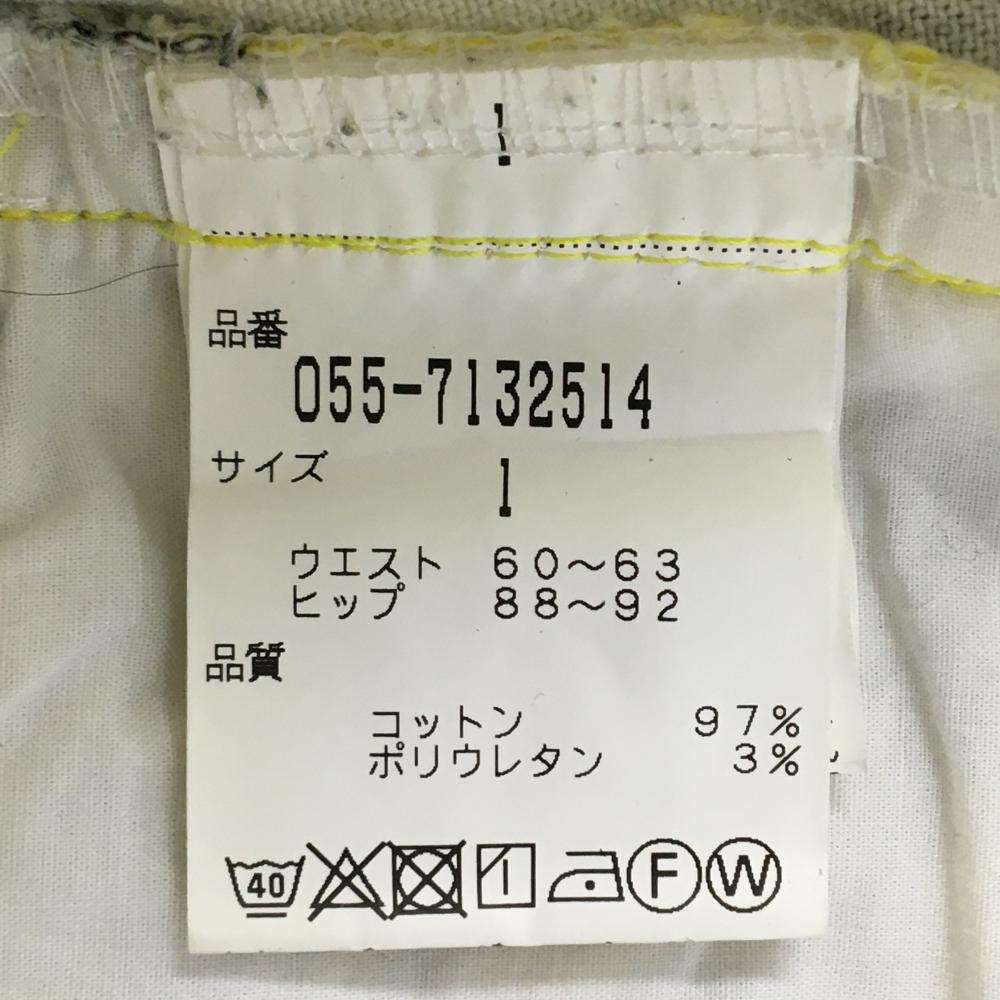 品番
055-7132514
サイズ 1
ウエスト 60～63
ヒップ 88～92
品質
コットン 97%
ポリウレタン 3%
40 F W